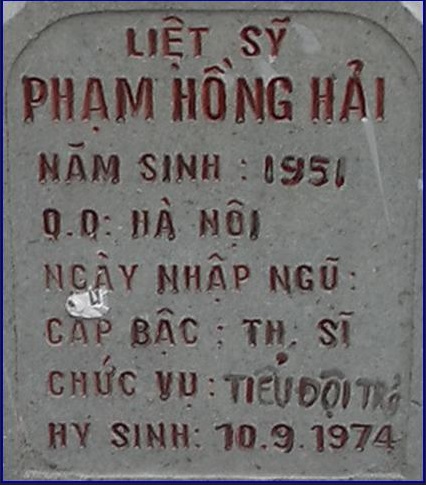 LIỆT SỸ
PHẠM HỒNG HẢI
NĂM SINH : 1951
Q.Q: HÀ NỘI
NGÀY NHẬP NGŨ:
CẤP BẬC : TH. SĨ
CHỨC VỤ : TIỂU ĐỘI
HY SINH: 10.9.1974